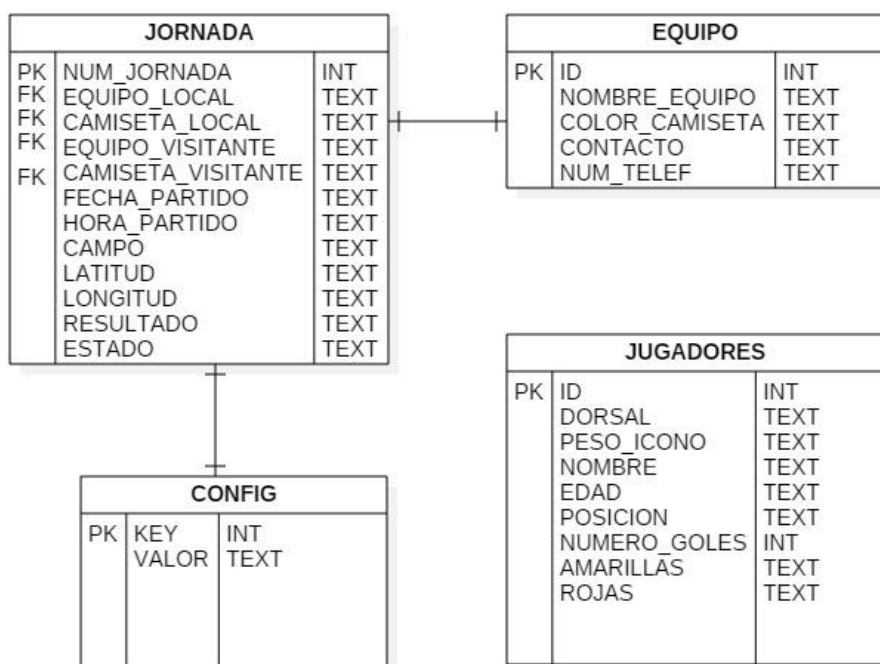 JORNADA
PK NUM_JORNADA INT
FK EQUIPO_LOCAL TEXT
FK CAMISETA_LOCAL TEXT
FK EQUIPO_VISITANTE TEXT
FK CAMISETA_VISITANTE TEXT
FECHA_PARTIDO TEXT
HORA_PARTIDO TEXT
CAMPO TEXT
LATITUD TEXT
LONGITUD TEXT
RESULTADO TEXT
ESTADO TEXT
EQUIPO
PK ID INT
NOMBRE_EQUIPO TEXT
COLOR_CAMISETA TEXT
CONTACTO TEXT
NUM_TELEF TEXT
JUGADORES
PK ID INT
DORSAL TEXT
PESO_ICONO TEXT
NOMBRE TEXT
EDAD TEXT
POSICION TEXT
NUMERO_GOLES INT
AMARILLAS TEXT
ROJAS TEXT
CONFIG
PK KEY INT
VALOR TEXT